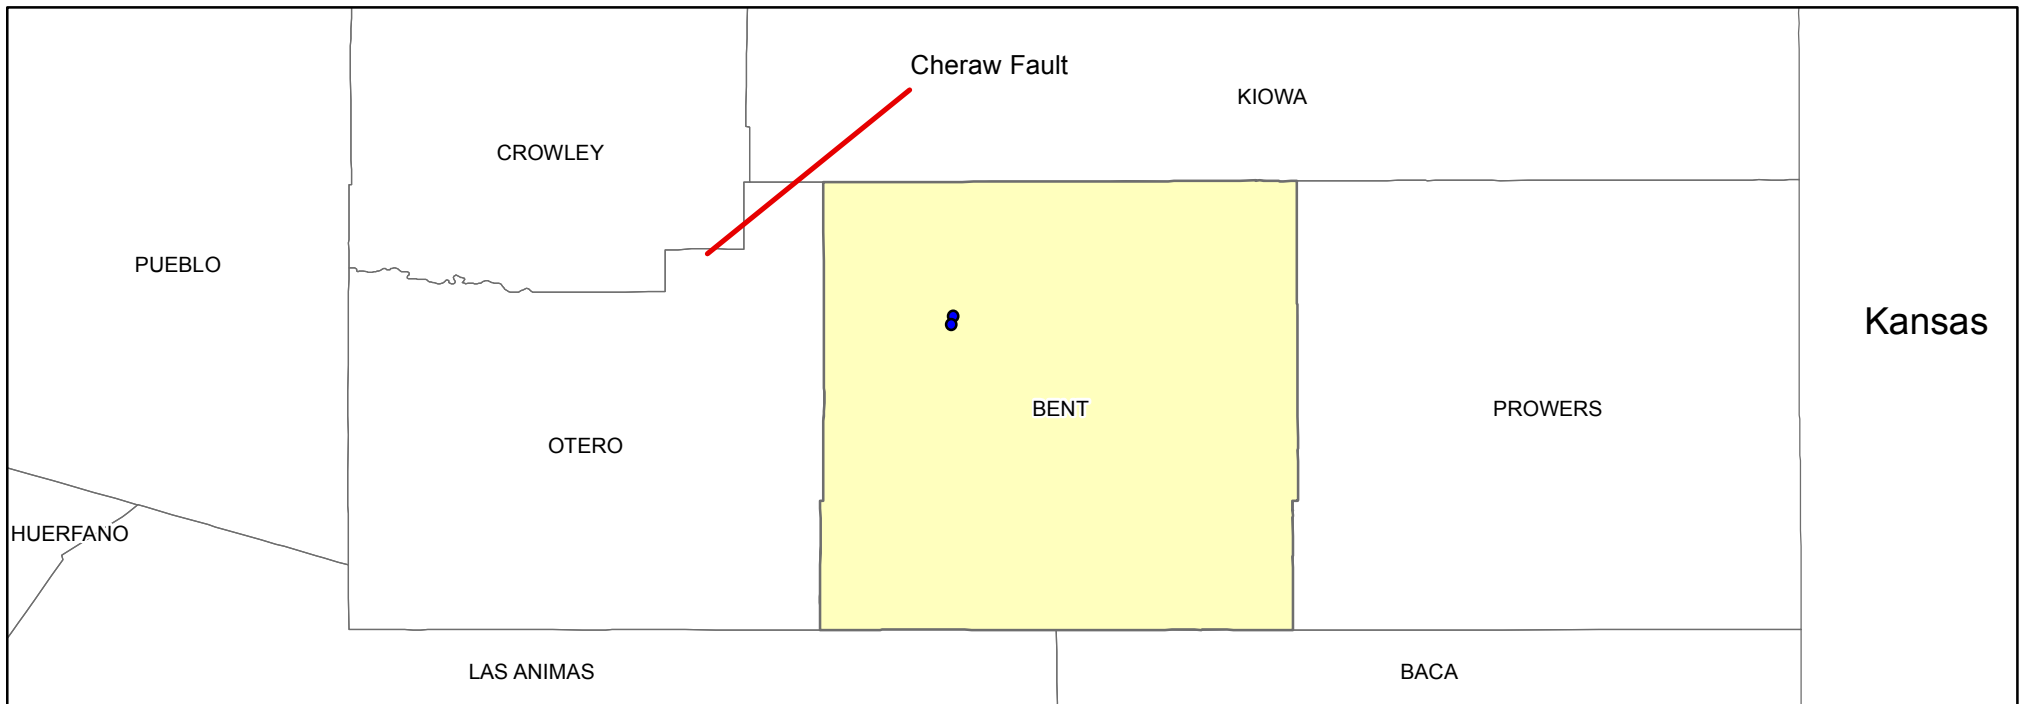 Cheraw Fault
KIOWA
CROWLEY
PUEBLO
Kansas
BENT
PROWERS
OTERO
HUERFANO
LAS ANIMAS
BACA